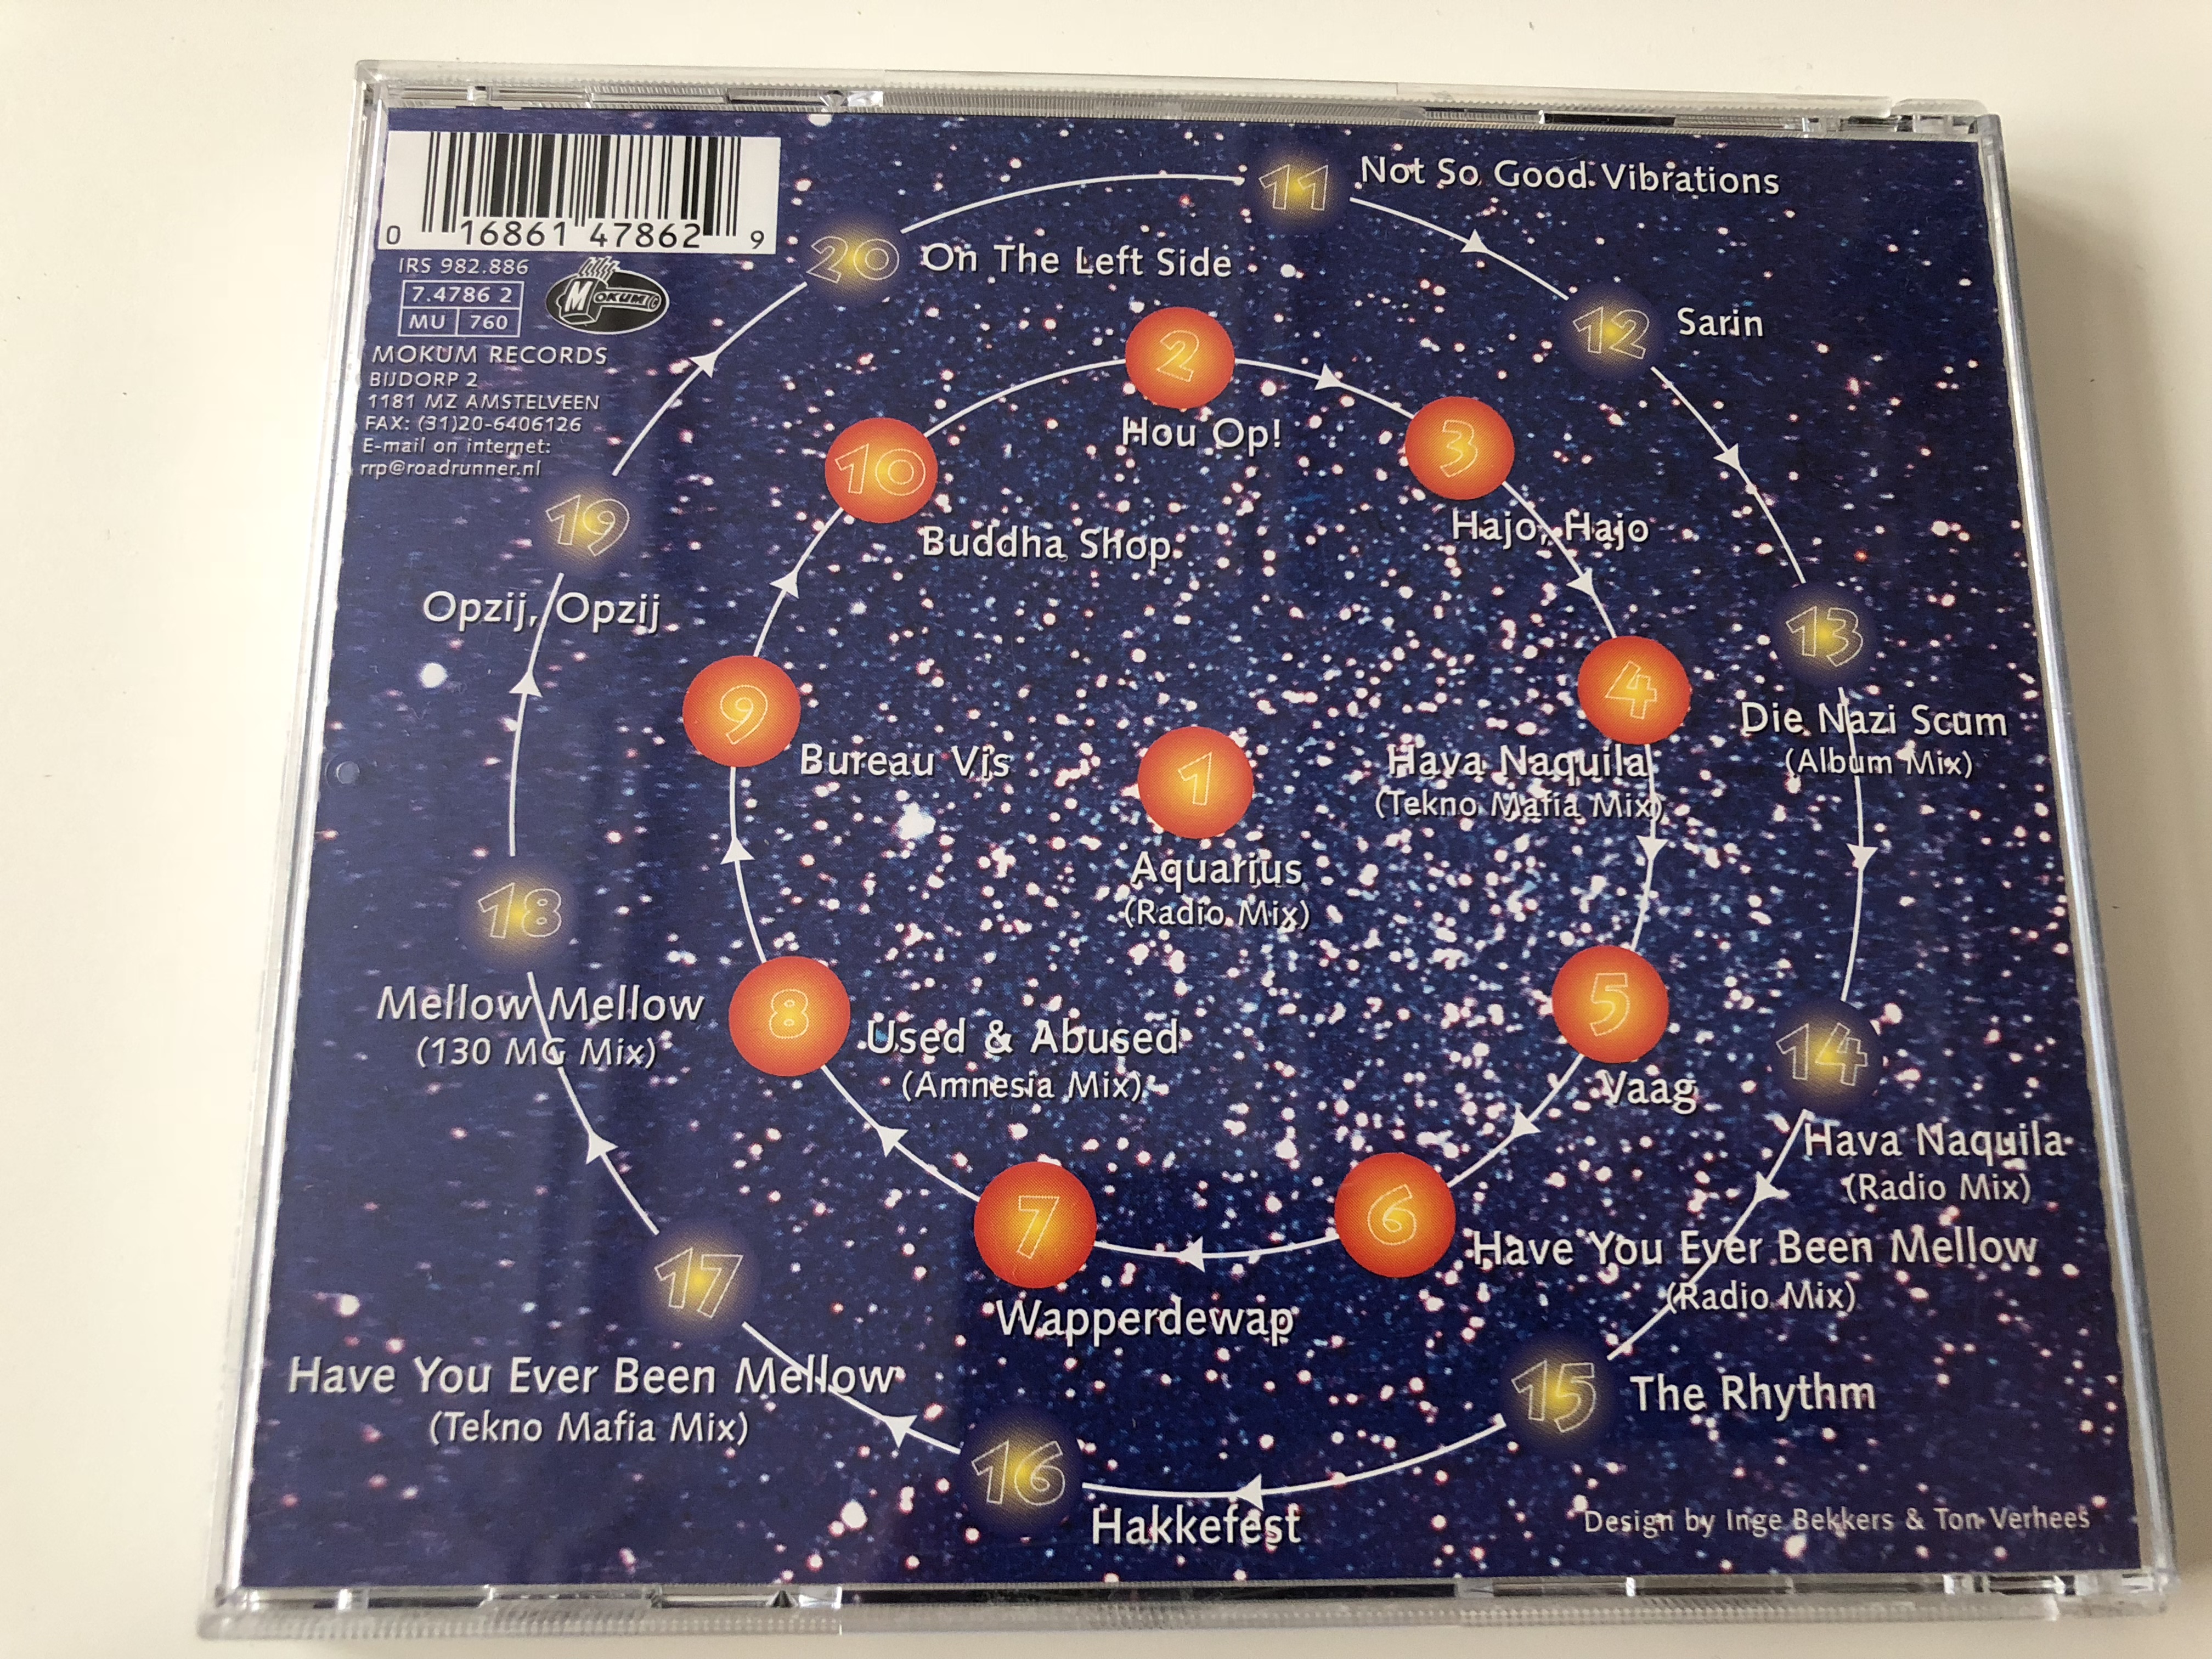 0 16861 47862 9
IRS 982.886
7.4786 2
MU 760
MOKUM
MOKUM RECORDS
BIJDORP 2
1181 MZ AMSTELVEEN
FAX: (31)20-6406126
E-mail on internet:
rrp@roadrunner.nl
1
Aquarius
(Radio Mix)
2
Hou Op!
3
Hajo, Hajo
4
Hava Naquila
(Tekno Mafia Mix)
5
Vaag
6
Have You Ever Been Mellow
(Radio Mix)
7
Wapperdewap
8
Used & Abused
(Amnesia Mix)
9
Bureau Vis
10
Buddha Shop
11
Not So Good Vibrations
12
Sarin
13
Die Nazi Scum
(Album Mix)
14
Hava Naquila
(Radio Mix)
15
The Rhythm
16
Hakkefest
17
Have You Ever Been Mellow
(Tekno Mafia Mix)
18
Mellow Mellow
(130 MG Mix)
19
Opzij, Opzij
20
On The Left Side
Design by Inge Bekkers & Ton Verhees